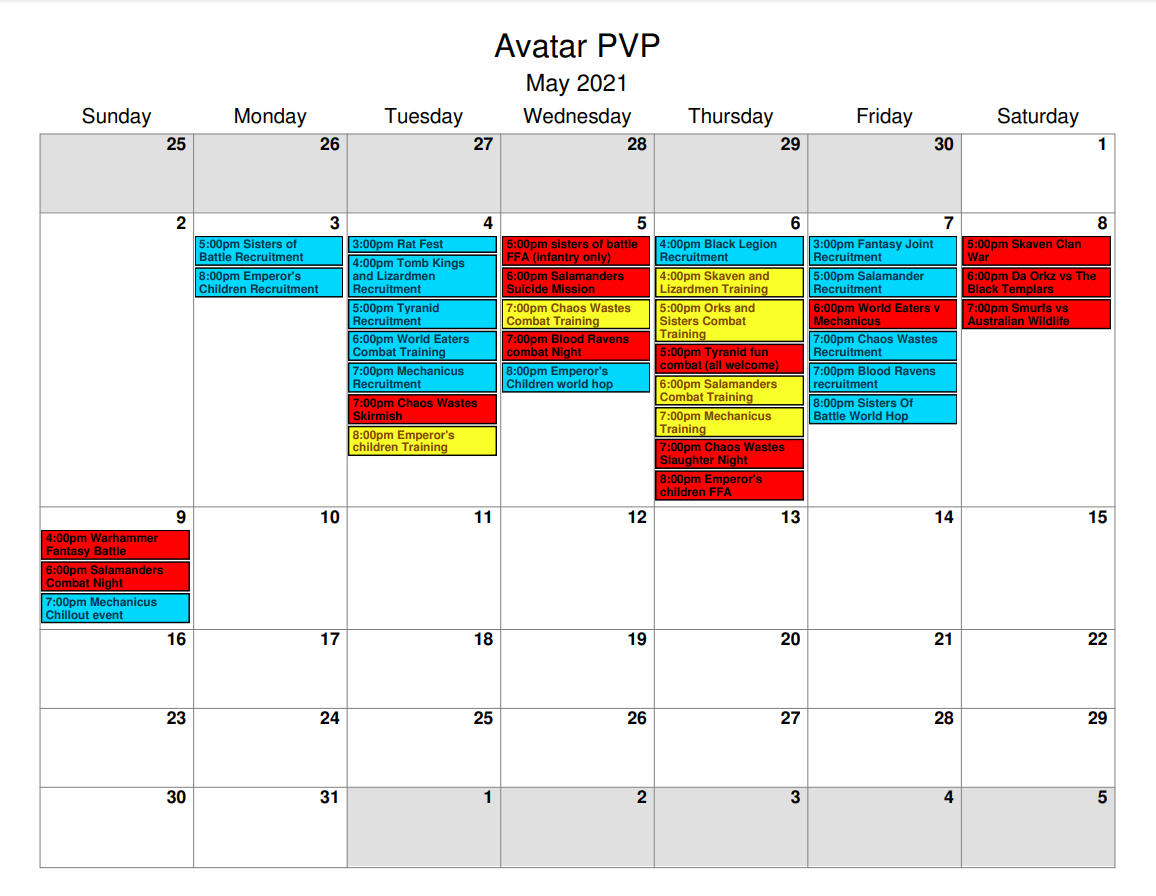 Avatar PVP
May 2021
Sunday Monday Tuesday Wednesday Thursday Friday Saturday
25 26 27 28 29 30 1
2
3
5:00pm Sisters of
Battle Recruitment
8:00pm Emperor's
Children Recruitment
4
3:00pm Rat Fest
4:00pm Tomb Kings
and Lizardmen
Recruitment
5:00pm Tyranid
Recruitment
6:00pm World Eaters
Combat Training
7:00pm Mechanicus
Recruitment
7:00pm Chaos Wastes
Skirmish
8:00pm Emperor's
children Training
5
5:00pm sisters of battle
FFA (infantry only)
6:00pm Salamanders
Suicide Mission
7:00pm Chaos Wastes
Combat Training
7:00pm Blood Ravens
combat Night
8:00pm Emperor's
Children world hop
6
4:00pm Black Legion
Recruitment
4:00pm Skaven and
Lizardmen Training
5:00pm Orks and
Sisters Combat
Training
5:00pm Tyranid fun
combat (all welcome)
6:00pm Salamanders
Combat Training
7:00pm Mechanicus
Training
7:00pm Chaos Wastes
Slaughter Night
8:00pm Emperor's
children FFA
7
3:00pm Fantasy Joint
Recruitment
5:00pm Salamander
Recruitment
6:00pm World Eaters v
Mechanicus
7:00pm Chaos Wastes
Recruitment
7:00pm Blood Ravens
recruitment
8:00pm Sisters Of
Battle World Hop
8
5:00pm Skaven Clan
War
6:00pm Da Orkz vs The
Black Templars
7:00pm Smurfs vs
Australian Wildlife
9
4:00pm Warhammer
Fantasy Battle
6:00pm Salamanders
Combat Night
7:00pm Mechanicus
Chillout event
10 11 12 13 14 15
16 17 18 19 20 21 22
23 24 25 26 27 28 29
30 31 1 2 3 4 5